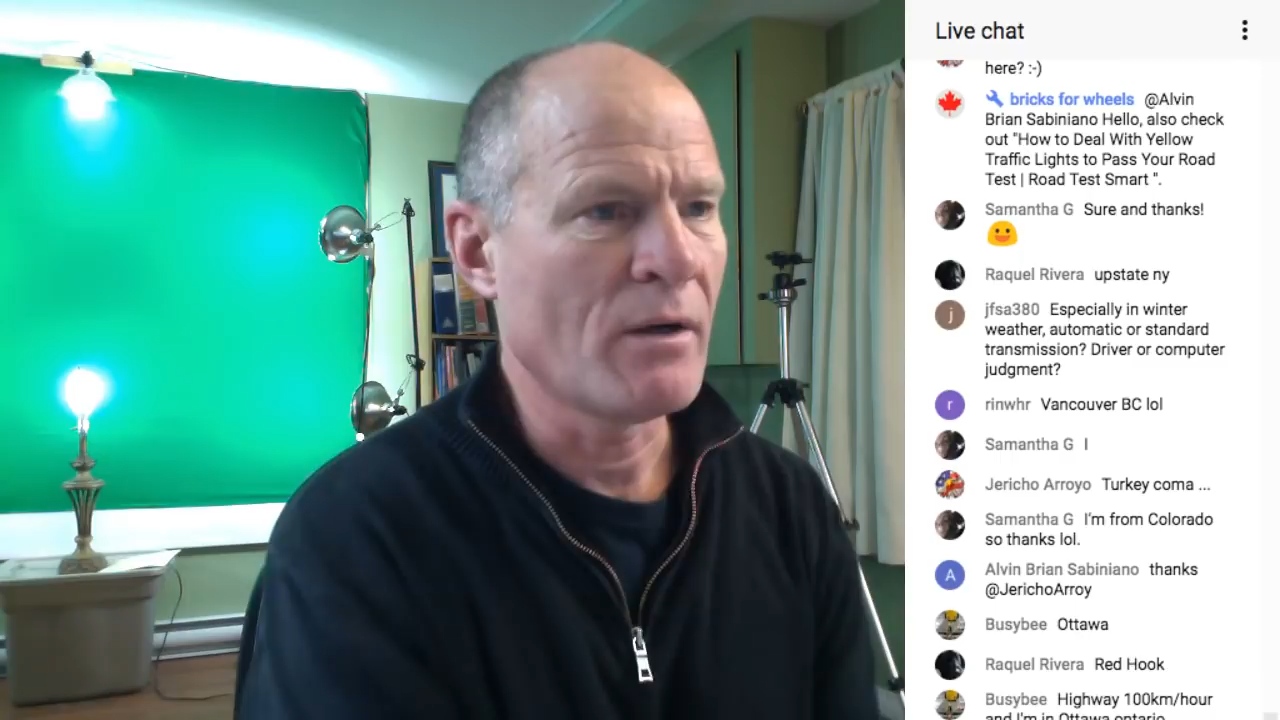 Live chat
here? :-)
bricks for wheels @Alvin
Brian Sabiniano Hello, also check
out "How to Deal With Yellow
Traffic Lights to Pass Your Road
Test | Road Test Smart ".
Samantha G Sure and thanks!
Raquel Rivera upstate ny
j
jfsa380 Especially in winter
weather, automatic or standard
transmission? Driver or computer
judgment?
r
rinwhr Vancouver BC lol
Samantha G I
Jericho Arroyo Turkey coma ...
Samantha G I'm from Colorado
so thanks lol.
A
Alvin Brian Sabiniano thanks
@JerichoArroy
Busybee Ottawa
Raquel Rivera Red Hook
Busybee Highway 100km/hour
and I'm in Ottawa ontario